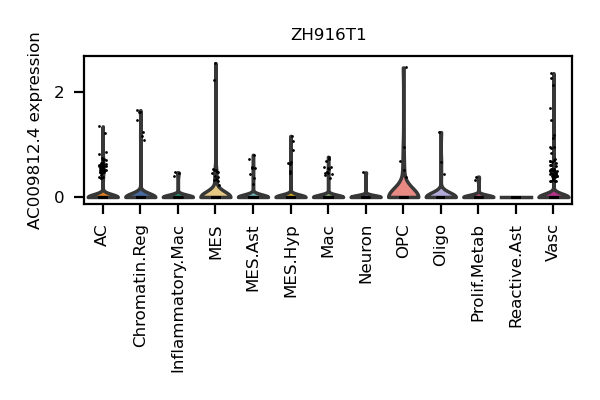 ZH916T1
AC009812.4 expression
2
0
AC
Chromatin.Reg
Inflammatory.Mac
MES
MES.Ast
MES.Hyp
Mac
Neuron
OPC
Oligo
Prolif.Metab
Reactive.Ast
Vasc